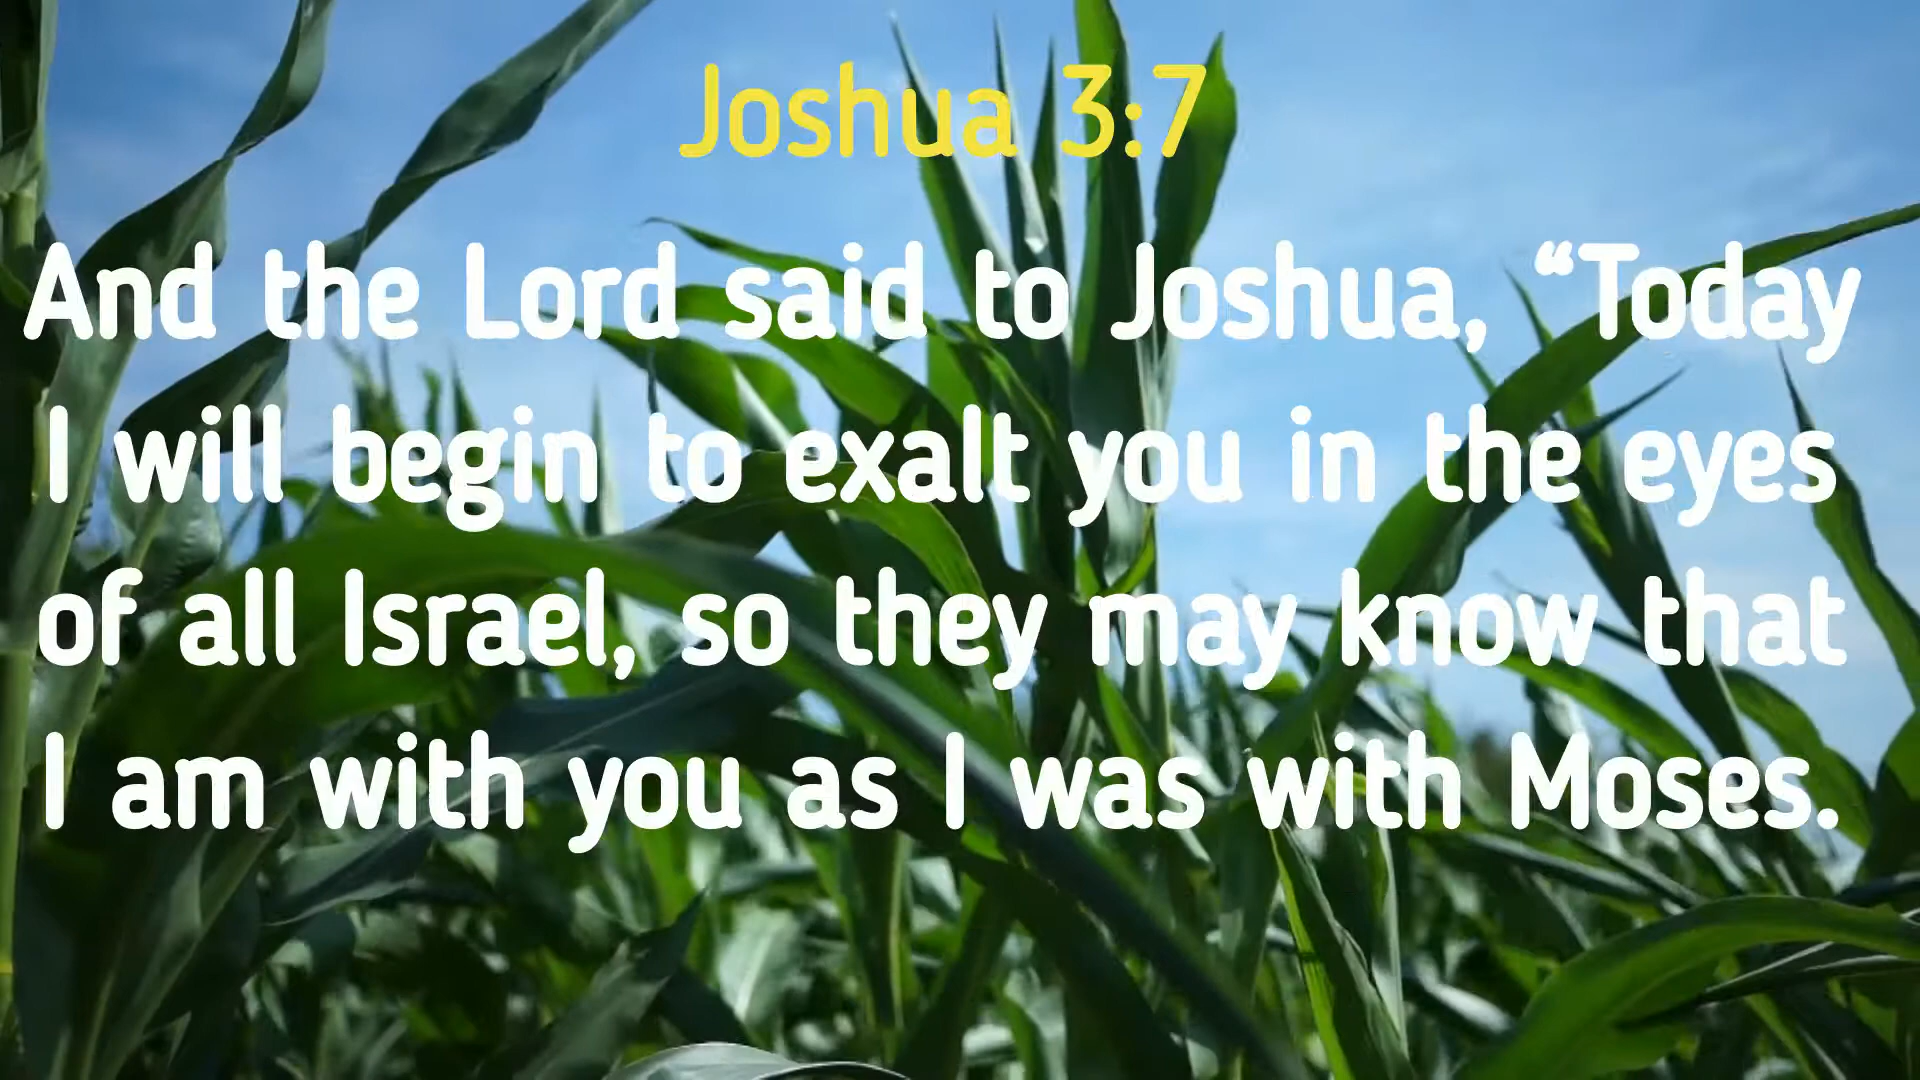 Joshua 3:7
And the Lord said to Joshua, “Today
I will begin to exalt you in the eyes
of all Israel, so they may know that
I am with you as I was with Moses.